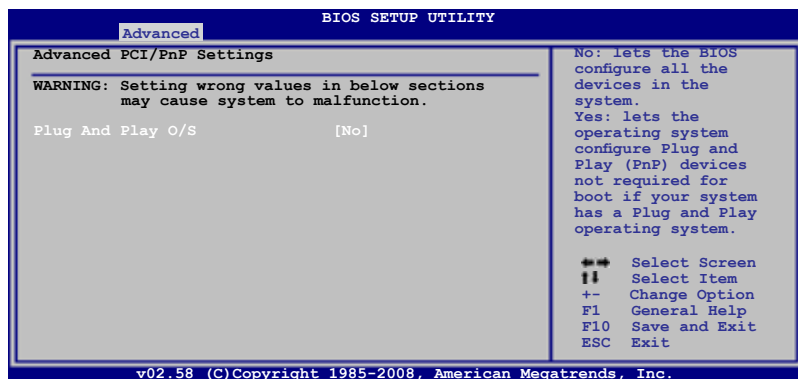 BIOS SETUP UTILITY
Advanced
Advanced PCI/PnP Settings
WARNING: Setting wrong values in below sections
may cause system to malfunction.
Plug And Play O/S [No]
No: lets the BIOS
configure all the
devices in the
system.
Yes: lets the
operating system
configure Plug and
Play (PnP) devices
not required for
boot if your system
has a Plug and Play
operating system.
←→ Select Screen
↑↓ Select Item
+- Change Option
F1 General Help
F10 Save and Exit
ESC Exit
v02.58 (C)Copyright 1985-2008, American Megatrends, Inc.